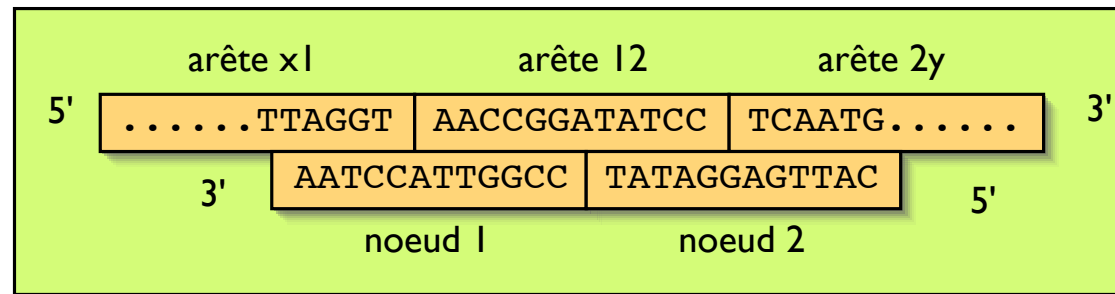 arête x1 arête 12 arête 2y
5' ......TTAGGT AACCGGATATCC TCAATG...... 3'
3' AATCCATTGGCC TATAGGAGTTAC 5'
noeud 1 noeud 2